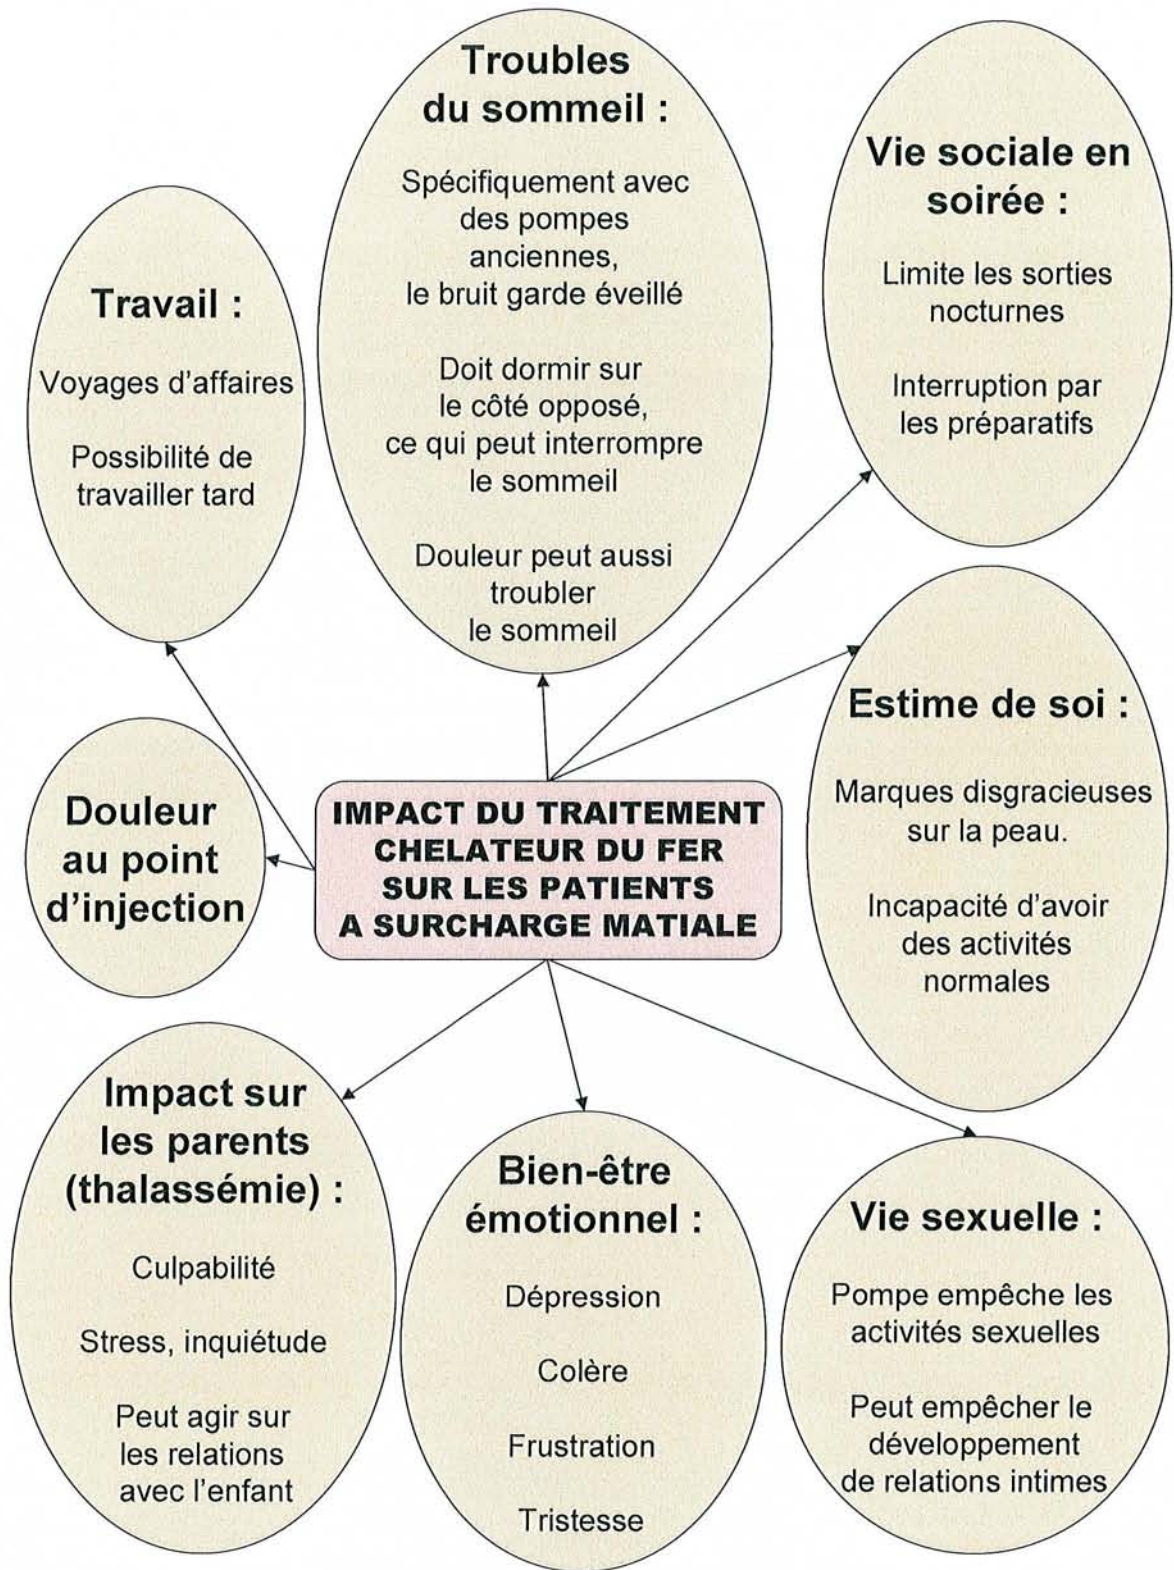 Troubles
du sommeil :
Spécifiquement avec
des pompes
anciennes,
le bruit garde éveillé
Doit dormir sur
le côté opposé,
ce qui peut interrompre
le sommeil
Douleur peut aussi
troubler
le sommeil
Vie sociale en
soirée :
Limite les sorties
nocturnes
Interruption par
les préparatifs
Travail :
Voyages d'affaires
Possibilité de
travailler tard
Estime de soi :
Marques disgracieuses
sur la peau.
Incapacité d'avoir
des activités
normales
Douleur
au point
d'injection
IMPACT DU TRAITEMENT
CHELATEUR DU FER
SUR LES PATIENTS
A SURCHARGE MATIALE
Impact sur
les parents
(thalassémie) :
Culpabilité
Stress, inquiétude
Peut agir sur
les relations
avec l'enfant
Bien-être
émotionnel :
Dépression
Colère
Frustration
Tristesse
Vie sexuelle :
Pompe empêche les
activités sexuelles
Peut empêcher le
développement
de relations intimes